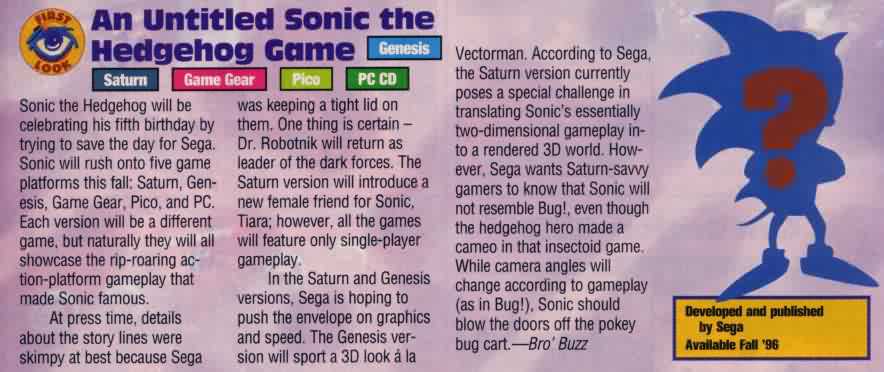 FIRST
LOOK
An Untitled Sonic the
Hedgehog Game
Genesis
Saturn
Game Gear
Pico
PC CD
Sonic the Hedgehog will be
celebrating his fifth birthday by
trying to save the day for Sega.
Sonic will rush onto five game
platforms this fall: Saturn, Gen-
esis, Game Gear, Pico, and PC.
Each version will be a different
game, but naturally they will all
showcase the rip-roaring ac-
tion-platform gameplay that
made Sonic famous.
At press time, details
about the story lines were
skimpy at best because Sega
was keeping a tight lid on
them. One thing is certain –
Dr. Robotnik will return as
leader of the dark forces. The
Saturn version will introduce a
new female friend for Sonic,
Tiara; however, all the games
will feature only single-player
gameplay.
In the Saturn and Genesis
versions, Sega is hoping to
push the envelope on graphics
and speed. The Genesis ver-
sion will sport a 3D look á la
Vectorman. According to Sega,
the Saturn version currently
poses a special challenge in
translating Sonic's essentially
two-dimensional gameplay in-
to a rendered 3D world. How-
ever, Sega wants Saturn-savvy
gamers to know that Sonic will
not resemble Bug!, even though
the hedgehog hero made a
cameo in that insectoid game.
While camera angles will
change according to gameplay
(as in Bug!), Sonic should
blow the doors off the pokey
bug cart.—Bro' Buzz
?
Developed and published
by Sega
Available Fall '96